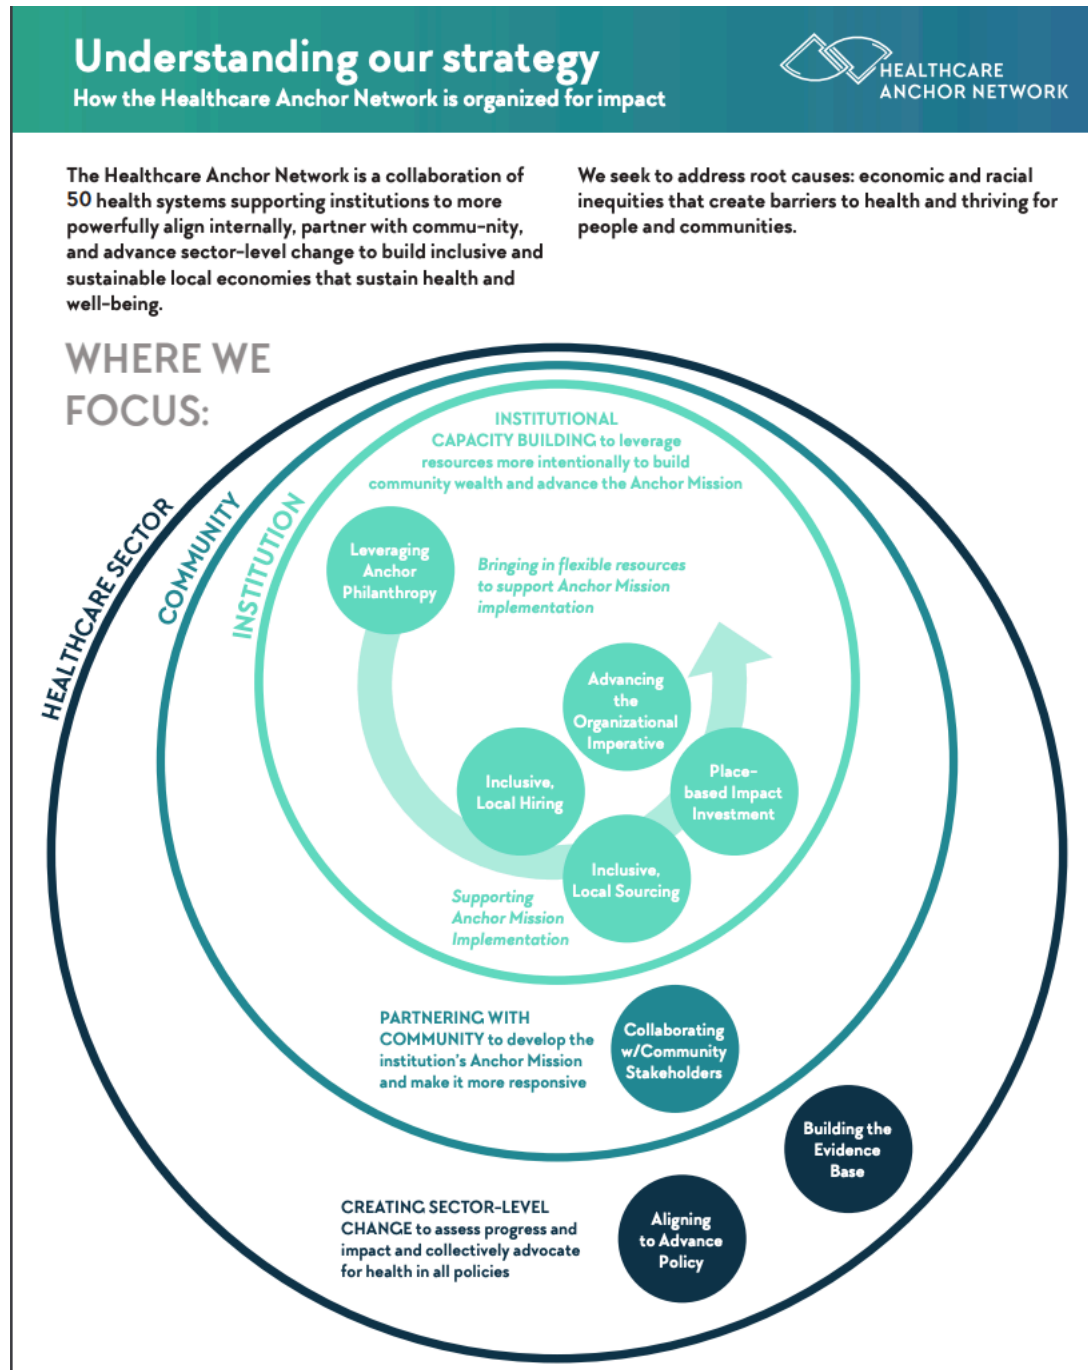 Understanding our strategy
How the Healthcare Anchor Network is organized for impact
HEALTHCARE
ANCHOR NETWORK
The Healthcare Anchor Network is a collaboration of
50 health systems supporting institutions to more
powerfully align internally, partner with commu-nity,
and advance sector-level change to build inclusive and
sustainable local economies that sustain health and
well-being.
We seek to address root causes: economic and racial
inequities that create barriers to health and thriving for
people and communities.
WHERE WE
FOCUS:
HEALTHCARE SECTOR
COMMUNITY
INSTITUTION
INSTITUTIONAL
CAPACITY BUILDING to leverage
resources more intentionally to build
community wealth and advance the Anchor Mission
Leveraging
Anchor
Philanthropy
Bringing in flexible resources
to support Anchor Mission
implementation
Advancing
the
Organizational
Imperative
Inclusive,
Local Hiring
Place-
based Impact
Investment
Inclusive,
Local Sourcing
Supporting
Anchor Mission
Implementation
PARTNERING WITH
COMMUNITY to develop the
institution's Anchor Mission
and make it more responsive
Collaborating
w/Community
Stakeholders
Building the
Evidence
Base
CREATING SECTOR-LEVEL
CHANGE to assess progress and
impact and collectively advocate
for health in all policies
Aligning
to Advance
Policy